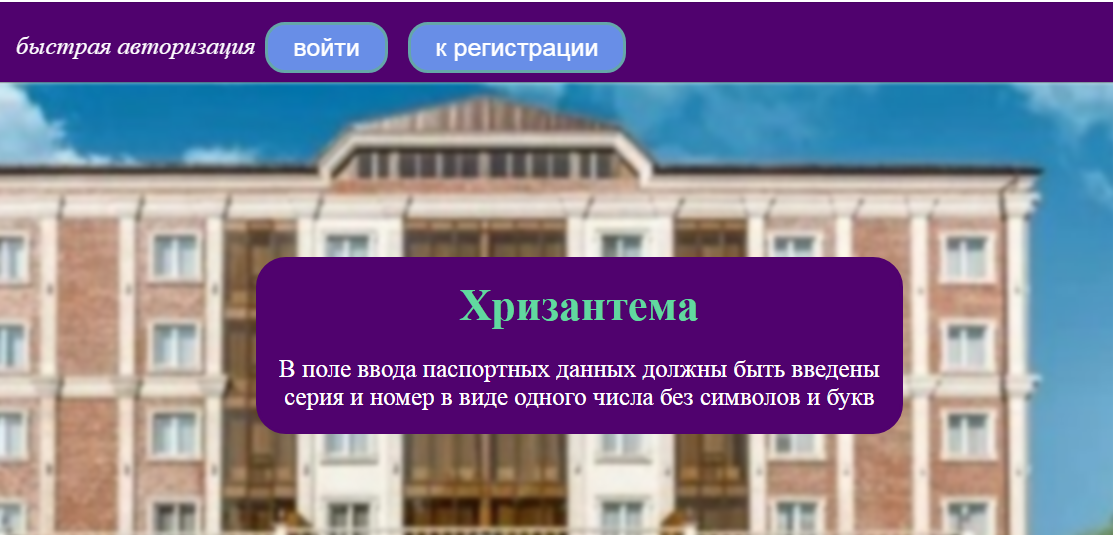 быстрая авторизация войти к регистрации
Хризантема
В поле ввода паспортных данных должны быть введены
серия и номер в виде одного числа без символов и букв